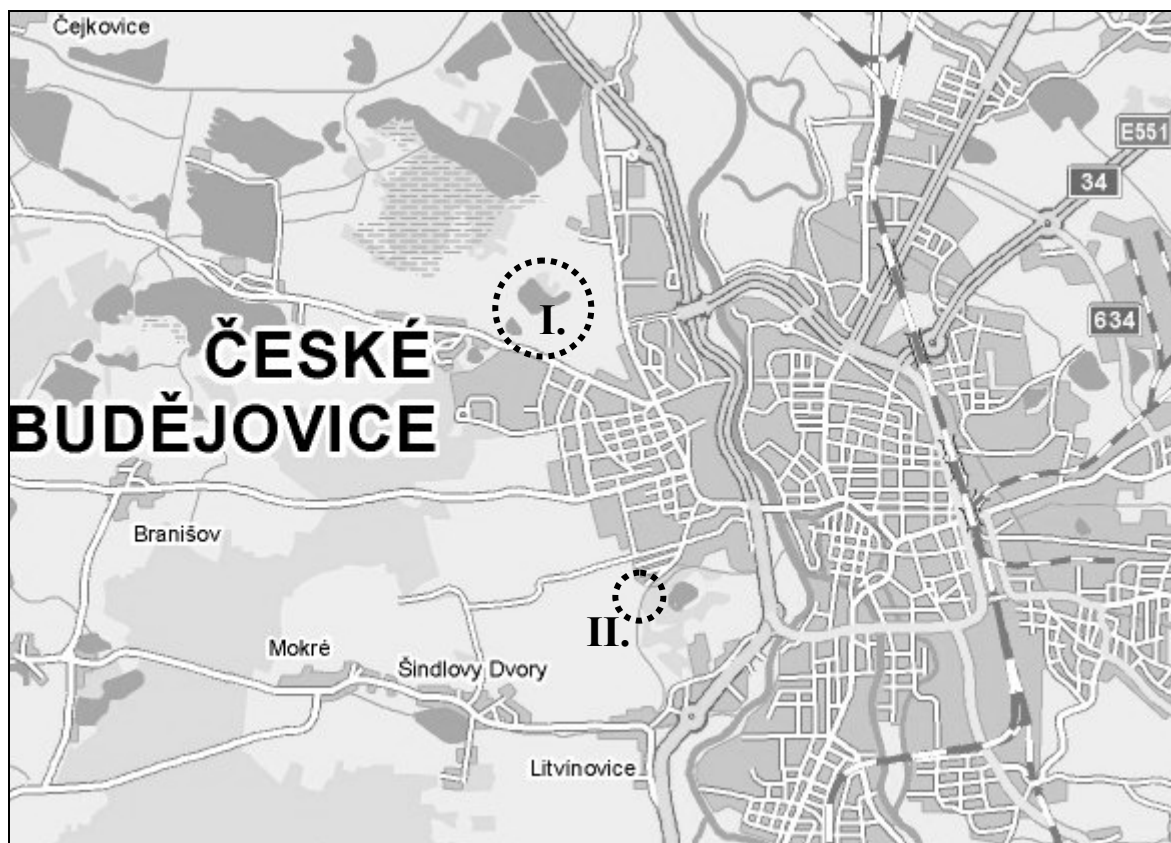 Čejkovice
E551
34
I.
634
ČESKÉ
BUDĚJOVICE
Branišov
II.
Mokré
Šindlovy Dvory
Litvínovice